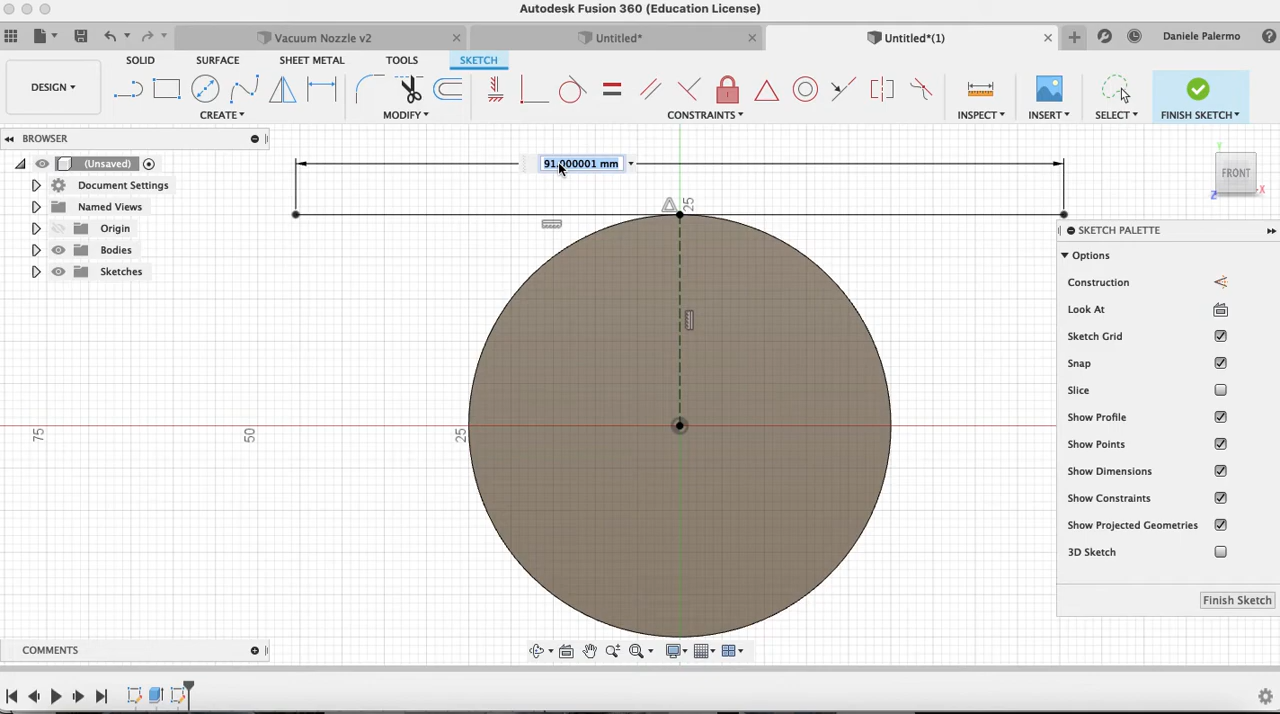 Autodesk Fusion 360 (Education License)
Vacuum Nozzle v2
Untitled*
Untitled*(1)
Daniele Palermo
DESIGN
SOLID
SURFACE
SHEET METAL
TOOLS
SKETCH
CREATE
MODIFY
CONSTRAINTS
INSPECT
INSERT
SELECT
FINISH SKETCH
BROWSER
(Unsaved)
Document Settings
Named Views
Origin
Bodies
Sketches
91.000001 mm
25
75
50
25
FRONT
Y
X
Z
SKETCH PALETTE
Options
Construction
Look At
Sketch Grid
Snap
Slice
Show Profile
Show Points
Show Dimensions
Show Constraints
Show Projected Geometries
3D Sketch
Finish Sketch
COMMENTS